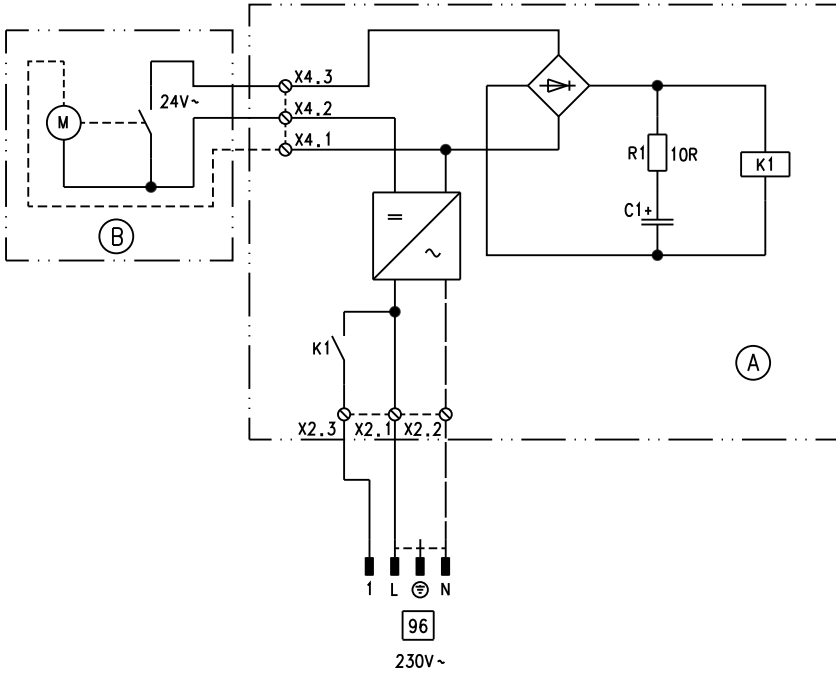 X4.3
24V~
X4.2
M
X4.1
R1 10R
K1
C1+
B
K1
A
X2.3 X2.1 X2.2
1 L N
96
230V~